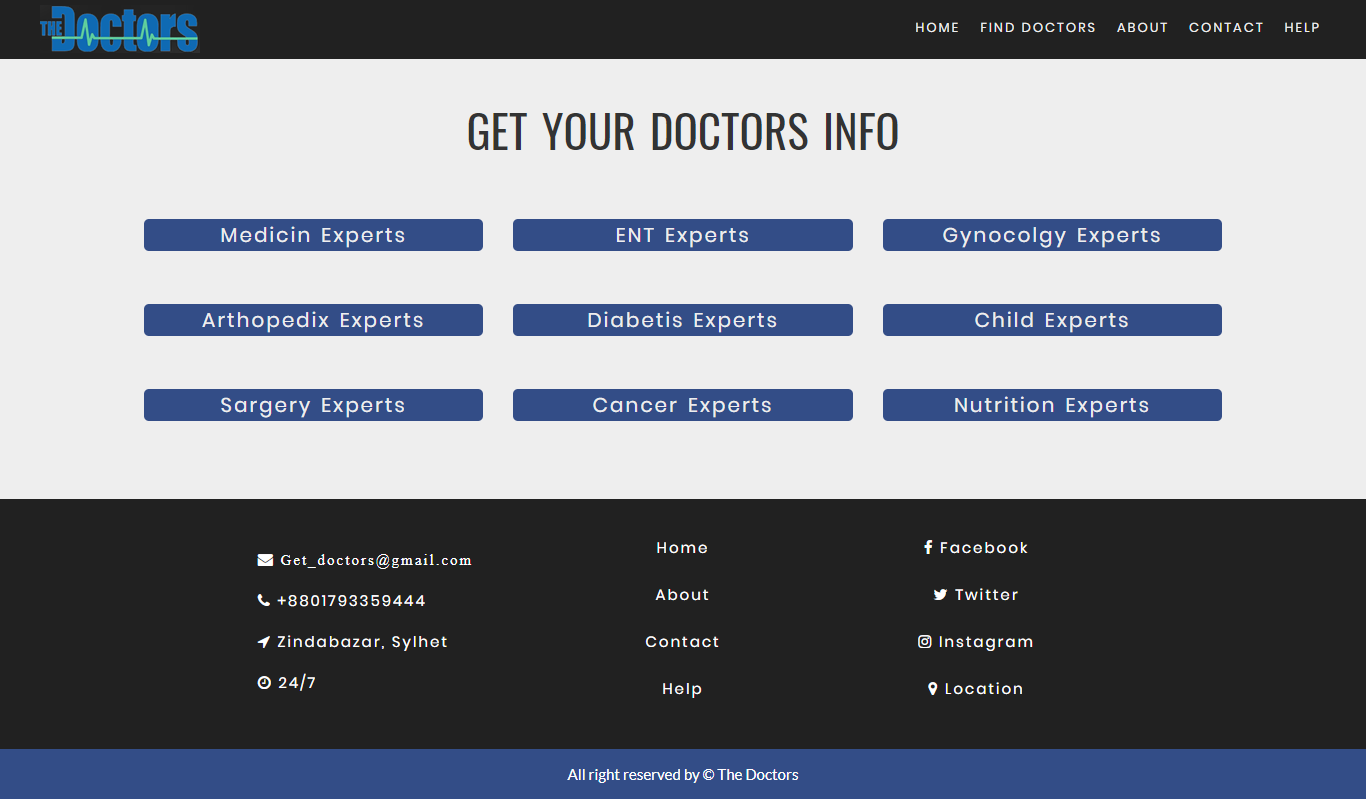 THE Doctors
HOME FIND DOCTORS ABOUT CONTACT HELP
GET YOUR DOCTORS INFO
Medicin Experts
ENT Experts
Gynocolgy Experts
Arthopedix Experts
Diabetis Experts
Child Experts
Sargery Experts
Cancer Experts
Nutrition Experts
Get_doctors@gmail.com
+8801793359444
Zindabazar, Sylhet
24/7
Home
About
Contact
Help
Facebook
Twitter
Instagram
Location
All right reserved by © The Doctors